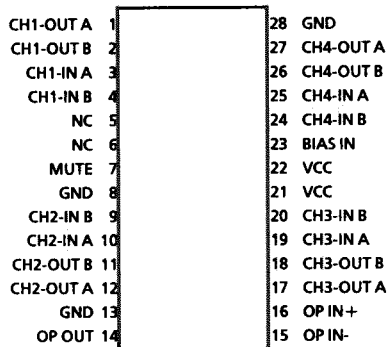 CH1-OUT A 1 28 GND
CH1-OUT B 2 27 CH4-OUT A
CH1-IN A 3 26 CH4-OUT B
CH1-IN B 4 25 CH4-IN A
NC 5 24 CH4-IN B
NC 6 23 BIAS IN
MUTE 7 22 VCC
GND 8 21 VCC
CH2-IN B 9 20 CH3-IN B
CH2-IN A 10 19 CH3-IN A
CH2-OUT B 11 18 CH3-OUT B
CH2-OUT A 12 17 CH3-OUT A
GND 13 16 OP IN+
OP OUT 14 15 OP IN-